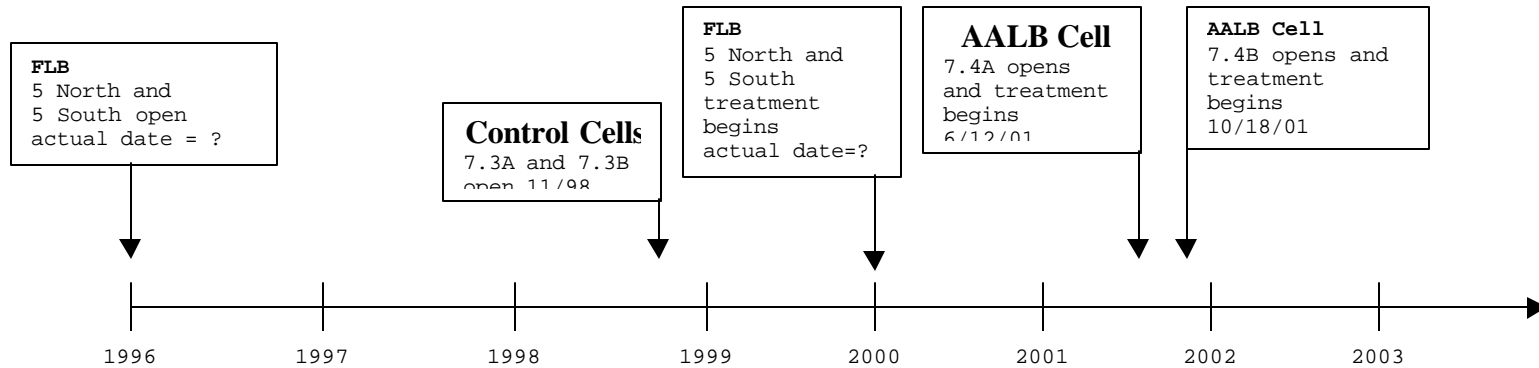 FLB
5 North and
5 South open
actual date = ?
Control Cells
7.3A and 7.3B
open 11/98
FLB
5 North and
5 South
treatment
begins
actual date=?
AALB Cell
7.4A opens
and treatment
begins
6/12/01
AALB Cell
7.4B opens and
treatment
begins
10/18/01
1996
1997
1998
1999
2000
2001
2002
2003